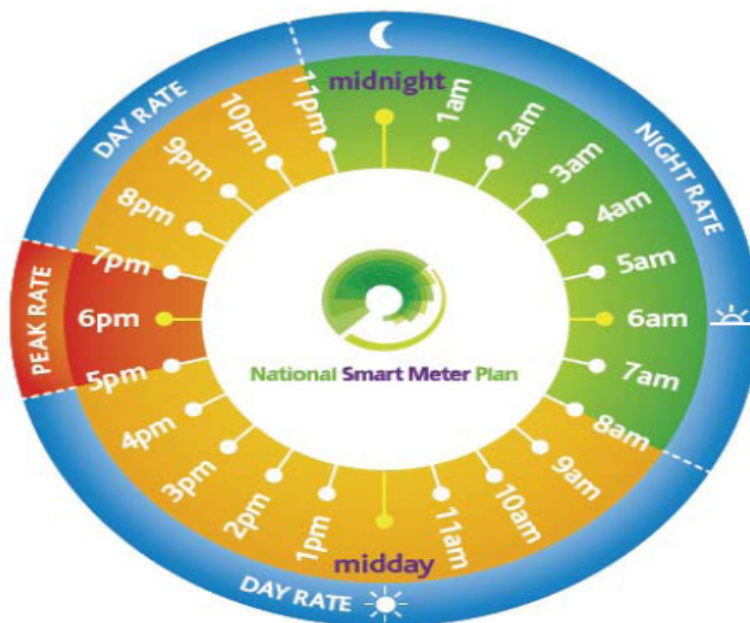 midnight
1am
2am
3am
4am
5am
6am
7am
8am
9am
10am
11am
midday
1pm
2pm
3pm
4pm
5pm
6pm
7pm
8pm
9pm
10pm
11pm
NIGHT RATE
DAY RATE
PEAK RATE
DAY RATE
National Smart Meter Plan